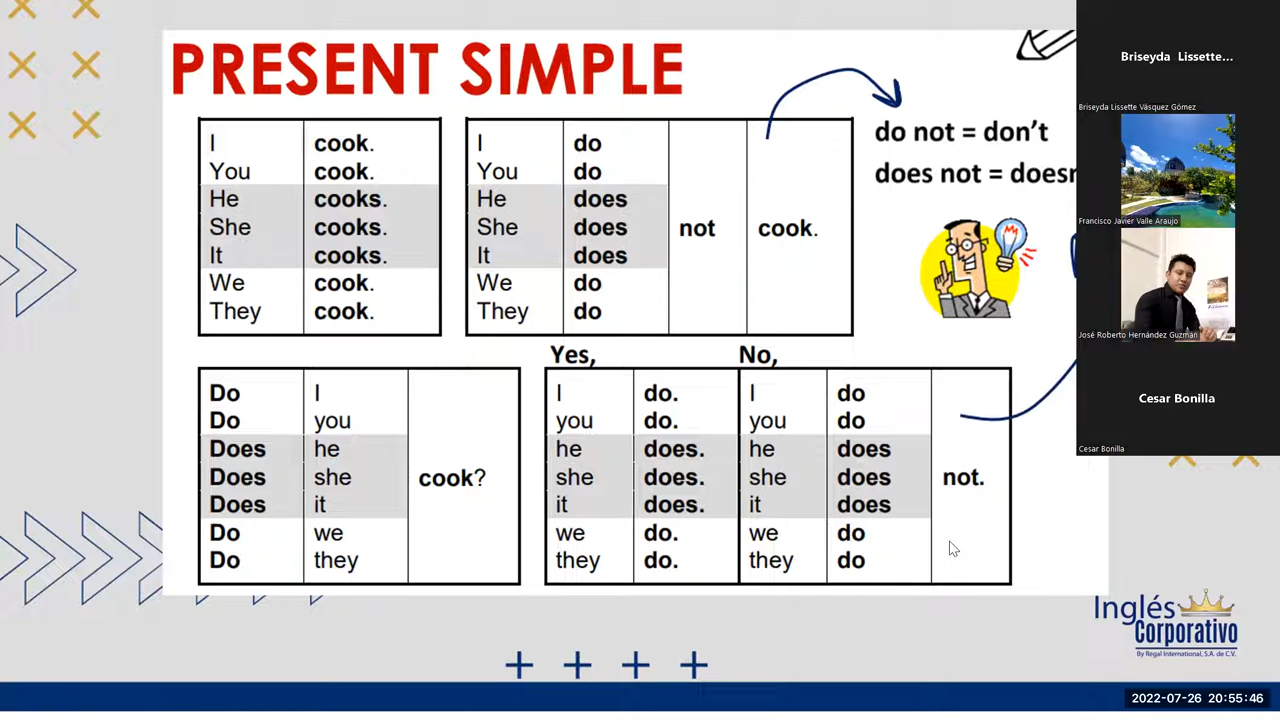 PRESENT SIMPLE
I cook.
You cook.
He cooks.
She cooks.
It cooks.
We cook.
They cook.
I do
You do
He does
She does
It does
We do
They do
not cook.
do not = don't
does not = doesn
Do I
Do you
Does he
Does she
Does it
Do we
Do they
cook?
Yes,
I do.
you do.
he does.
she does.
it does.
we do.
they do.
No,
I do
you do
he does
she does
it does
we do
they do
not.
Briseyda Lissette...
Briseyda Lissette Vásquez Gómez
Francisco Javier Valle Araujo
José Roberto Hernández Guzmán
Cesar Bonilla
Cesar Bonilla
Inglés
Corporativo
By Regal International, S.A. de C.V.
2022-07-26 20:55:46